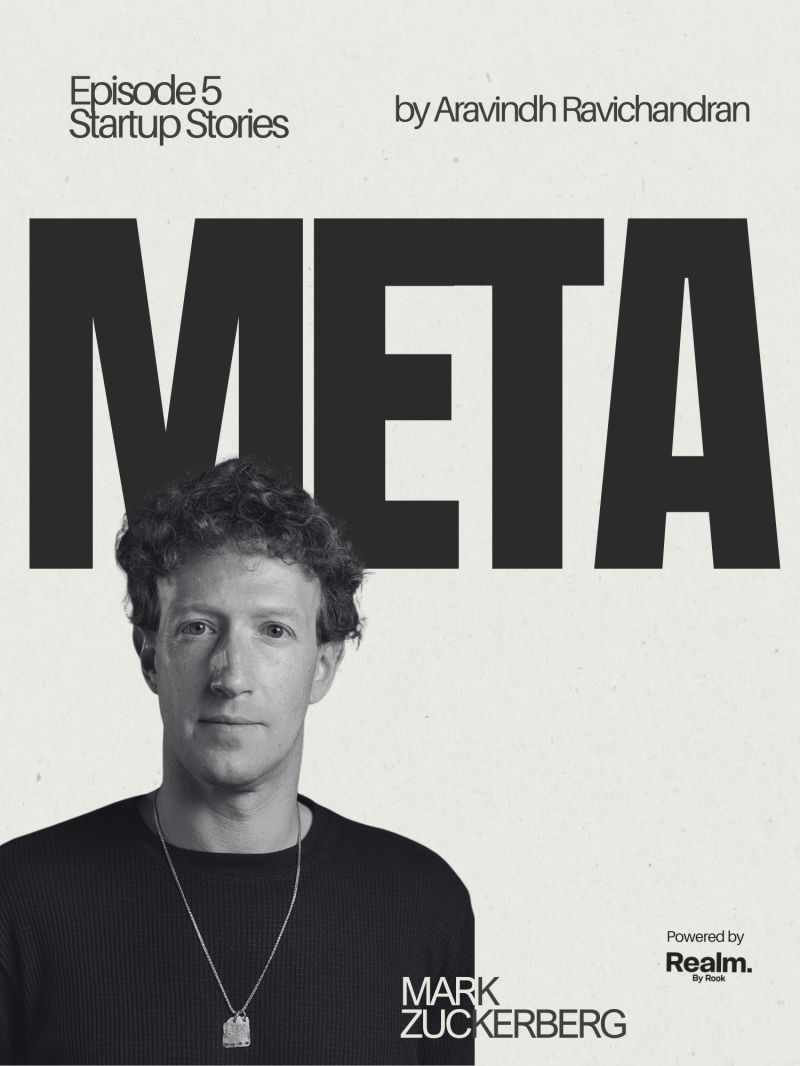 Episode 5
Startup Stories
by Aravindh Ravichandran
META
Powered by
Realm.
By Rook
MARK
ZUCKERBERG